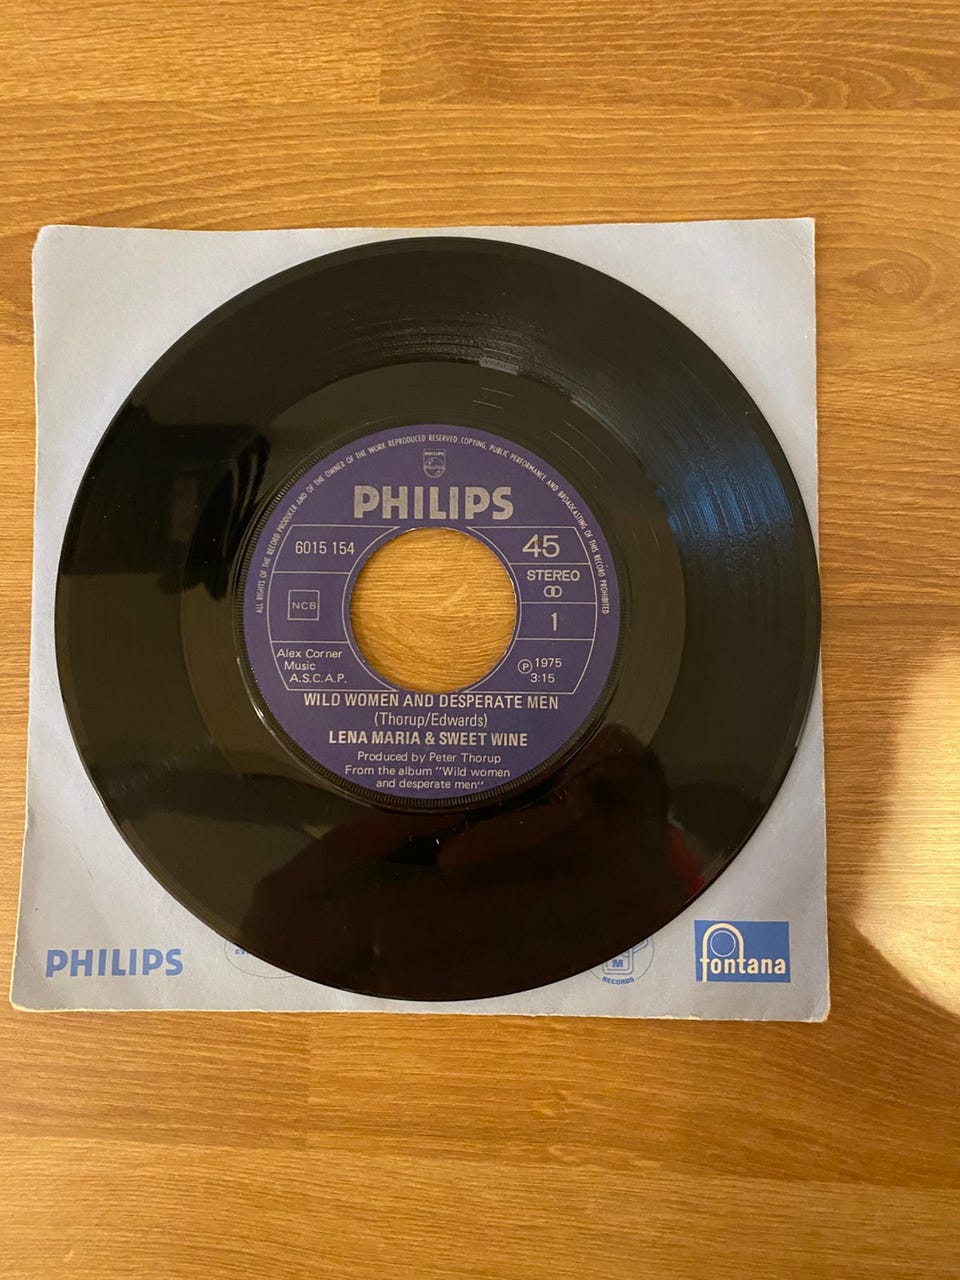 ALL RIGHTS OF THE RECORD PRODUCER AND OF THE OWNER OF THE WORK REPRODUCED RESERVED. COPYING, PUBLIC PERFORMANCE AND BROADCASTING OF THIS RECORD PROHIBITED
PHILIPS
PHILIPS
6015 154
45
STEREO
NCB
1
Alex Corner
Music
A.S.C.A.P.
P 1975
3:15
WILD WOMEN AND DESPERATE MEN
(Thorup/Edwards)
LENA MARIA & SWEET WINE
Produced by Peter Thorup
From the album "Wild women
and desperate men"
PHILIPS
M
RECORDS
fontana